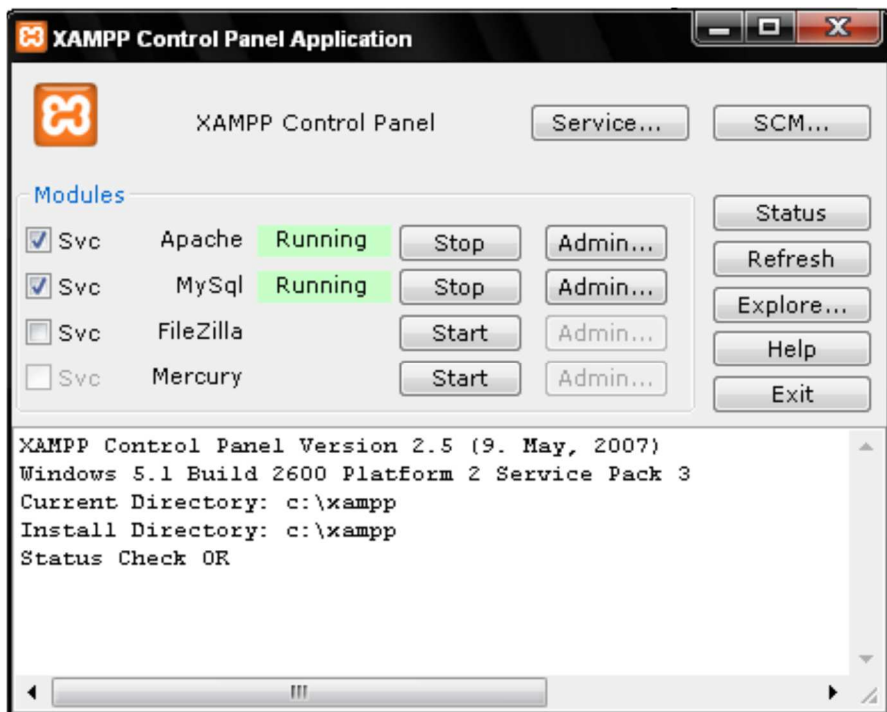 XAMPP Control Panel Application
XAMPP Control Panel Service... SCM...
Modules
Svc Apache Running Stop Admin...
Svc MySql Running Stop Admin...
Svc FileZilla Start Admin...
Svc Mercury Start Admin...
Status
Refresh
Explore...
Help
Exit
XAMPP Control Panel Version 2.5 (9. May, 2007)
Windows 5.1 Build 2600 Platform 2 Service Pack 3
Current Directory: c:\xampp
Install Directory: c:\xampp
Status Check OK